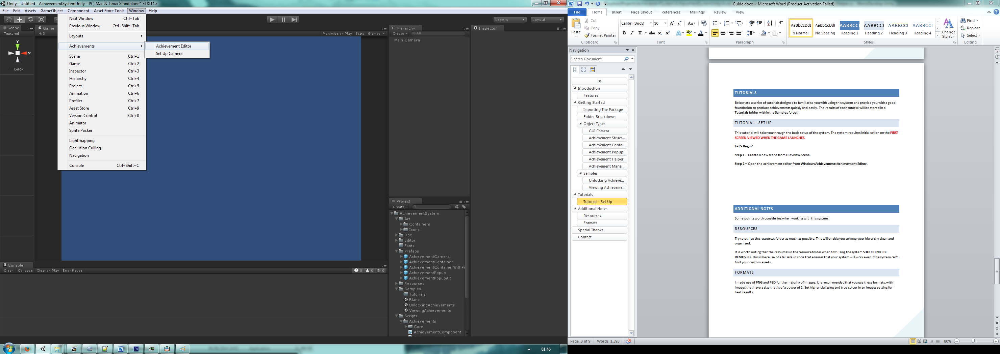 Unity - Untitled - AchievementSystemUnity - PC, Mac & Linux Standalone* <DX11>
File Edit Assets GameObject Component Asset Store Tools Window Help
Layers Layout
Scene
Textured
y
x
Back
Game
4:3
Maximize on Play Stats Gizmos
Next Window Ctrl+Tab
Previous Window Ctrl+Shift+Tab
Layouts
Achievements
Scene Ctrl+1
Game Ctrl+2
Inspector Ctrl+3
Hierarchy Ctrl+4
Project Ctrl+5
Animation Ctrl+6
Profiler Ctrl+7
Asset Store Ctrl+9
Version Control Ctrl+0
Animator
Sprite Packer
Lightmapping
Occlusion Culling
Navigation
Console Ctrl+Shift+C
Achievement Editor
Set Up Camera
Hierarchy
Create All
Main Camera
Inspector
Project
Create
AchievementSystem
Art
Containers
Icons
Doc
Editor
Fonts
Prefabs
AchievementCamera
AchievementContainer
AchievementContainerWithPr
AchievementPopup
AchievementPopupAlt
Resources
Samples
Tutorials
Blank
UnlockingAchievements
ViewingAchievements
Scripts
Achievements
Core
AchievementComponent
Console
Clear Collapse Clear on Play Error Pause
0 0 0
01:46
Guide.docx - Microsoft Word (Product Activation Failed)
File Home Insert Page Layout References Mailings Review View
Paste
Cut
Copy
Format Painter
Clipboard
Calibri (Body) 10
Font
Paragraph
AaBbCcDdE ¶ Normal
AaBbCcDdE No Spacing
AABBCCI Heading 1
AABBCCI Heading 2
AABBCCI Heading 3
AABBCCI Heading 4
Change Styles
Styles
Find
Replace
Select
Editing
Navigation
Search Document
Introduction
Features
Getting Started
Importing The Package
Folder Breakdown
Object Types
GUI Camera
Achievement Struct...
Achievement Contai...
Achievement Popup
Achievement Helper
Achievement Mana...
Samples
Unlocking Achieve...
Viewing Achieveme...
Tutorials
Tutorial – Set Up
Additional Notes
Resources
Formats
Special Thanks
Contact
TUTORIALS
Below are a series of tutorials designed to familiarise you with using this system and provide you with a good
foundation to produce achievements quickly and easily. The results of each tutorial will be stored in a
Tutorials folder within the Samples folder.
TUTORIAL – SET UP
This tutorial will take you through the basic setup of the system. The system requires initialisation on the FIRST
SCREEN VIEWED WHEN THE GAME LAUNCHES.
Let's Begin!
Step 1 – Create a new scene from File>New Scene.
Step 2 – Open the achievement editor from Window>Achievement>Achievement Editor.
ADDITIONAL NOTES
Some points worth considering when working with this system.
RESOURCES
Try to utilise the resources folder as much as possible. This will enable you to keep your hierarchy clean and
organised.
It is worth noting that the resources in the resource folder when first using the system SHOULD NOT BE
REMOVED. This is because of a failsafe in code that ensures that your system will work even if the system can't
find your custom assets.
FORMATS
I made use of PNG and PSD for the majority of images; it is recommended that you use these formats, with
images that have a size that is of a power of 2. Set high antialiasing and true colour in an images setting for
best results.
Page: 8 of 9 Words: 1,393
80%